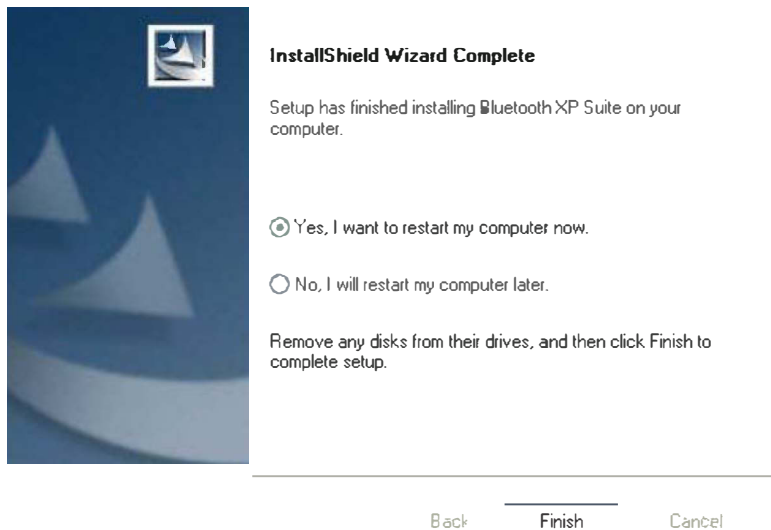 InstallShield Wizard Complete
Setup has finished installing Bluetooth XP Suite on your
computer.
Yes, I want to restart my computer now.
No, I will restart my computer later.
Remove any disks from their drives, and then click Finish to
complete setup.
Back Finish Cancel